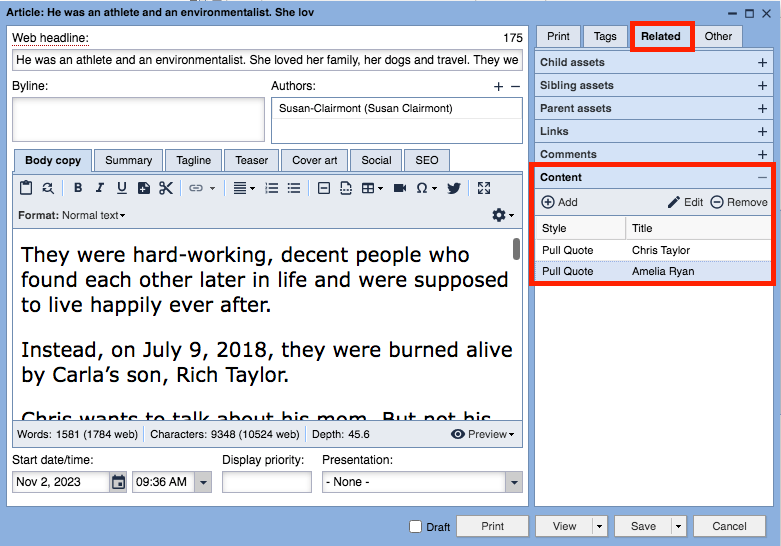 Article: He was an athlete and an environmentalist. She lov
Web headline: 175
He was an athlete and an environmentalist. She loved her family, her dogs and travel. They we
Byline:
Authors:
Susan-Clairmont (Susan Clairmont)
Body copy Summary Tagline Teaser Cover art Social SEO
B I U
Format: Normal text
They were hard-working, decent people who
found each other later in life and were supposed
to live happily ever after.
Instead, on July 9, 2018, they were burned alive
by Carla’s son, Rich Taylor.
Chris wants to talk about his mom. But not his
Words: 1581 (1784 web) Characters: 9348 (10524 web) Depth: 45.6 Preview
Start date/time: Display priority: Presentation:
Nov 2, 2023 09:36 AM - None -
Print Tags Related Other
Child assets +
Sibling assets +
Parent assets +
Links +
Comments +
Content −
Add Edit Remove
Style Title
Pull Quote Chris Taylor
Pull Quote Amelia Ryan
Draft Print View Save Cancel